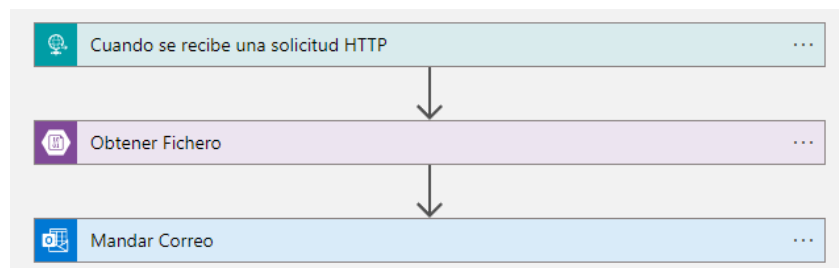 Cuando se recibe una solicitud HTTP
Obtener Fichero
Mandar Correo